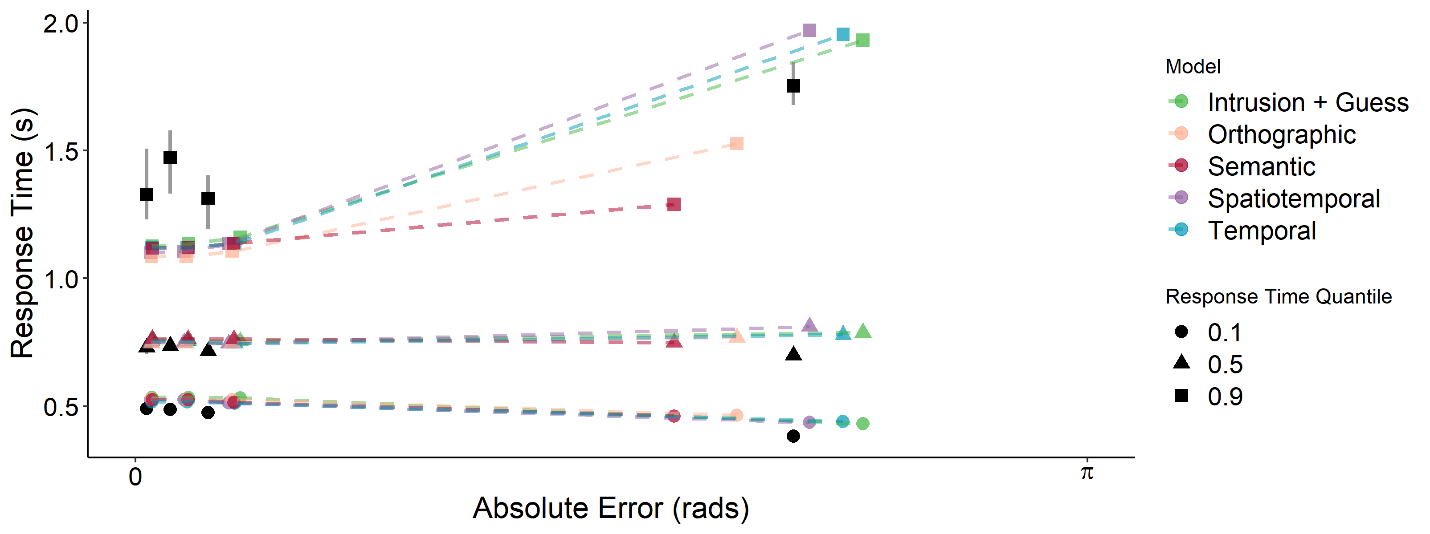 Response Time (s)
2.0
1.5
1.0
0.5
0
π
Absolute Error (rads)
Model
Intrusion + Guess
Orthographic
Semantic
Spatiotemporal
Temporal
Response Time Quantile
0.1
0.5
0.9